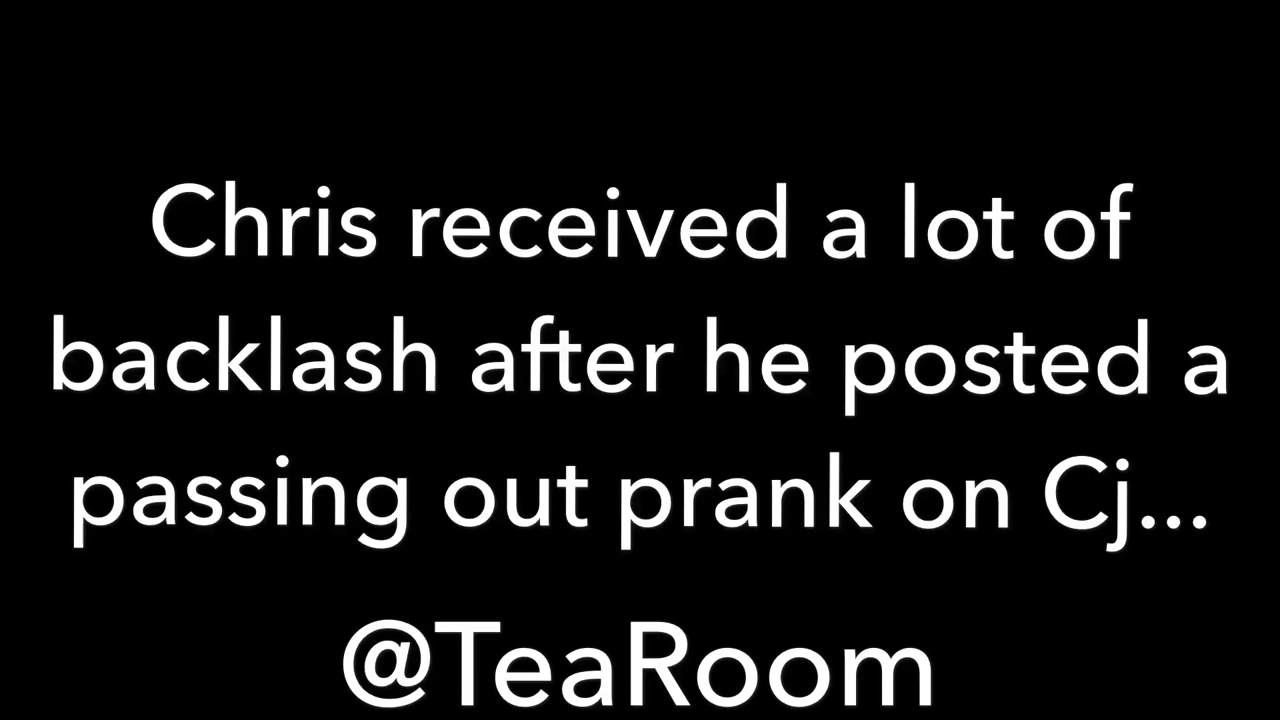 Chris received a lot of
backlash after he posted a
passing out prank on Cj...
@TeaRoom